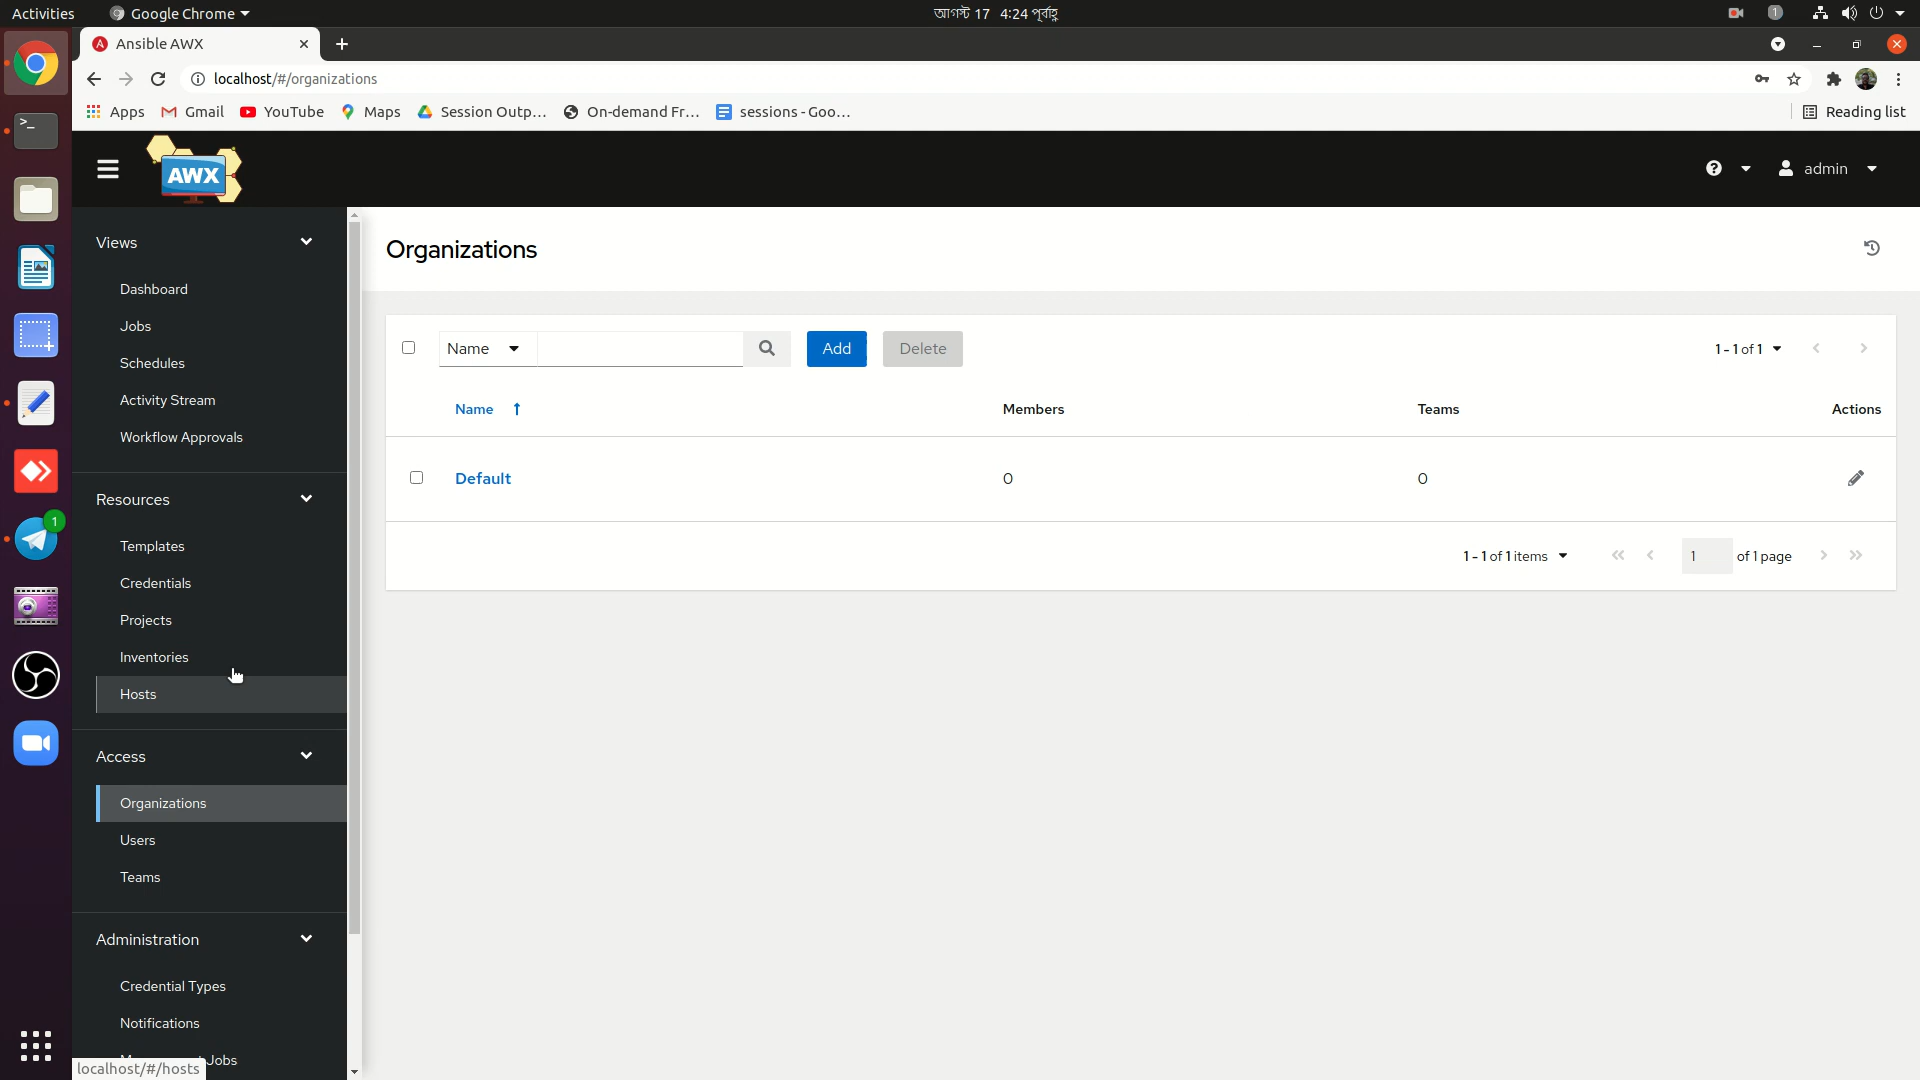 Activities
Google Chrome
আগস্ট 17 4:24 পূর্বাহ্ণ
1
Ansible AWX
localhost/#/organizations
Apps
Gmail
YouTube
Maps
Session Outp...
On-demand Fr...
sessions - Goo...
Reading list
AWX
admin
Views
Dashboard
Jobs
Schedules
Activity Stream
Workflow Approvals
Resources
Templates
Credentials
Projects
Inventories
Hosts
Access
Organizations
Users
Teams
Administration
Credential Types
Notifications
Jobs
localhost/#/hosts
1
Organizations
Name
Add
Delete
1 - 1 of 1
Name
Members
Teams
Actions
Default
0
0
1 - 1 of 1 items
1
of 1 page